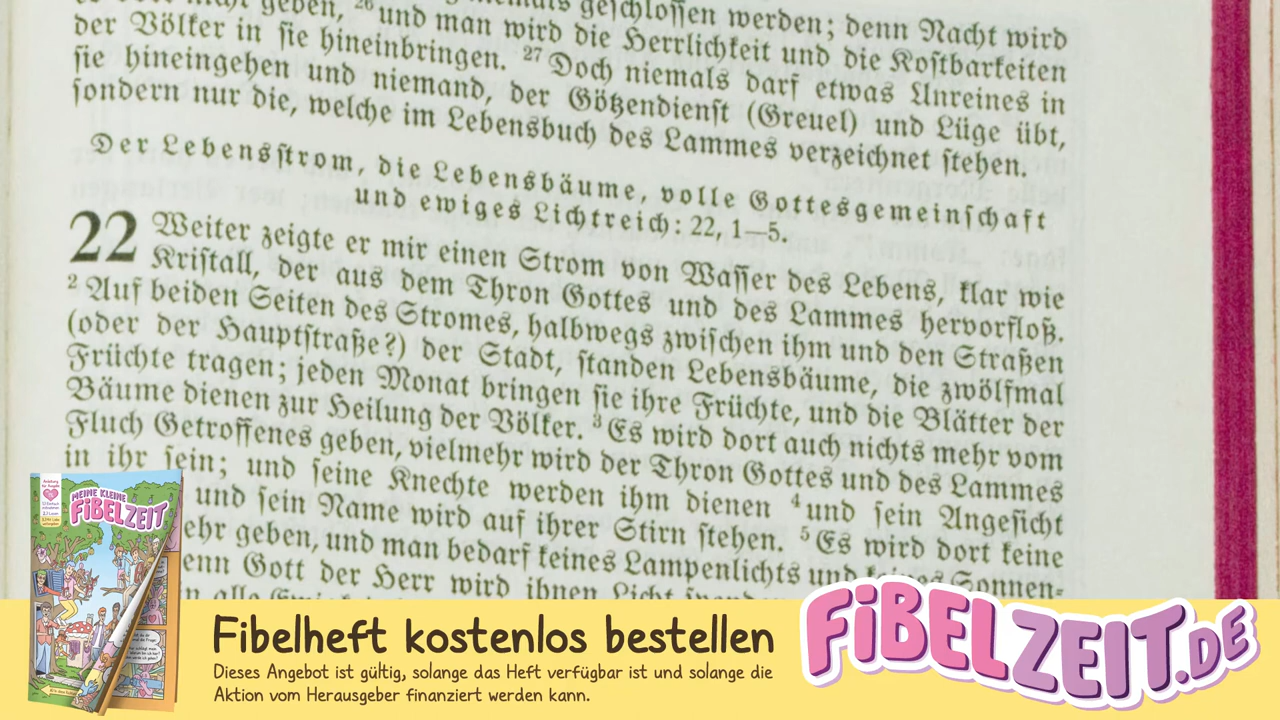 geschlossen werden; denn Nacht wird
geben, 26 und man wird die Herrlichkeit und die Kostbarkeiten
der Völker in sie hineinbringen. 27 Doch niemals darf etwas Unreines in
sie hineingehen und niemand, der Götzendienst (Greuel) und Lüge übt,
sondern nur die, welche im Lebensbuch des Lammes verzeichnet stehen.
Der Lebensstrom, die Lebensbäume, volle Gottesgemeinschaft
und ewiges Lichtreich: 22, 1—5.
22 Weiter zeigte er mir einen Strom von Wasser des Lebens, klar wie
Kristall, der aus dem Thron Gottes und des Lammes hervorfloß.
2 Auf beiden Seiten des Stromes, halbwegs zwischen ihm und den Straßen
(oder der Hauptstraße?) der Stadt, standen Lebensbäume, die zwölfmal
Früchte tragen; jeden Monat bringen sie ihre Früchte, und die Blätter der
Bäume dienen zur Heilung der Völker. 3 Es wird dort auch nichts mehr vom
Fluch Getroffenes geben, vielmehr wird der Thron Gottes und des Lammes
in ihr sein; und seine Knechte werden ihm dienen 4 und sein Angesicht
und sein Name wird auf ihrer Stirn stehen. 5 Es wird dort keine
ehr geben, und man bedarf keines Lampenlichts und keines Sonnen-
enn Gott der Herr wird ihnen Licht
MEINE KLEINE
FiBELZEIT
Fibelheft kostenlos bestellen
Dieses Angebot ist gültig, solange das Heft verfügbar ist und solange die
Aktion vom Herausgeber finanziert werden kann.
FiBELZEIT.DE